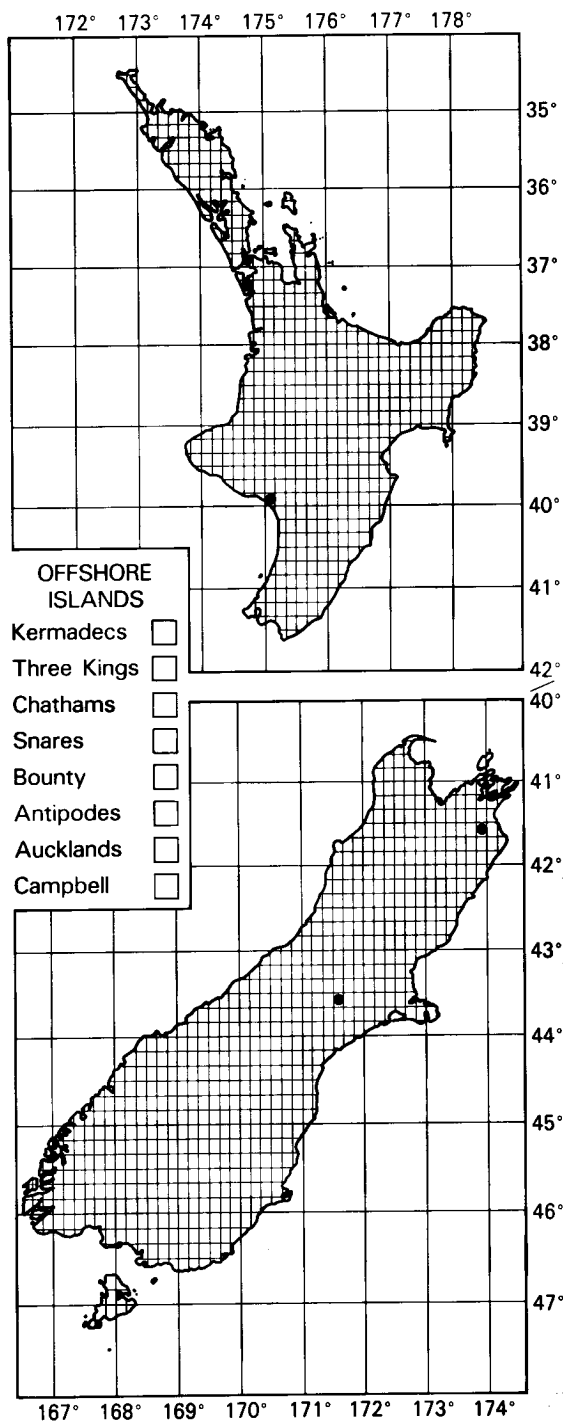 172° 173° 174° 175° 176° 177° 178°
35°
36°
37°
38°
39°
40°
41°
42°
OFFSHORE
ISLANDS
Kermadecs
Three Kings
Chathams
Snares
Bounty
Antipodes
Aucklands
Campbell
40°
41°
42°
43°
44°
45°
46°
47°
167° 168° 169° 170° 171° 172° 173° 174°